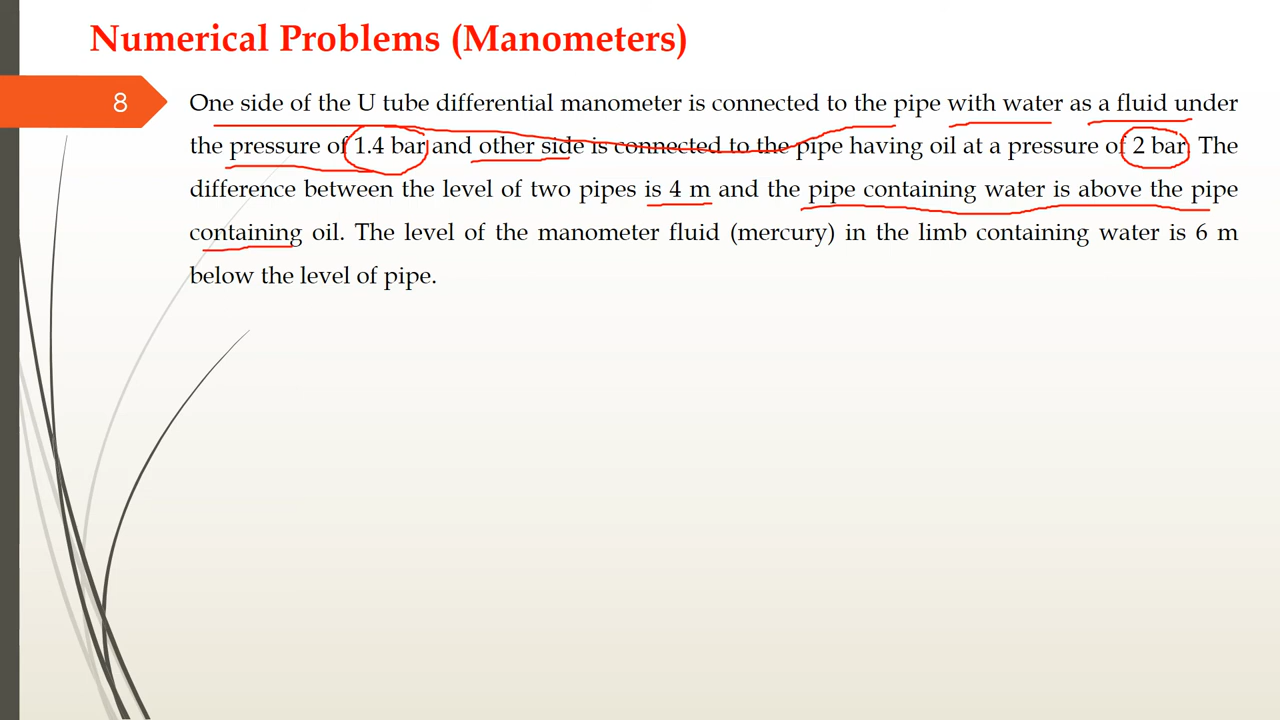 Numerical Problems (Manometers)
8
One side of the U tube differential manometer is connected to the pipe with water as a fluid under
the pressure of 1.4 bar and other side is connected to the pipe having oil at a pressure of 2 bar. The
difference between the level of two pipes is 4 m and the pipe containing water is above the pipe
containing oil. The level of the manometer fluid (mercury) in the limb containing water is 6 m
below the level of pipe.